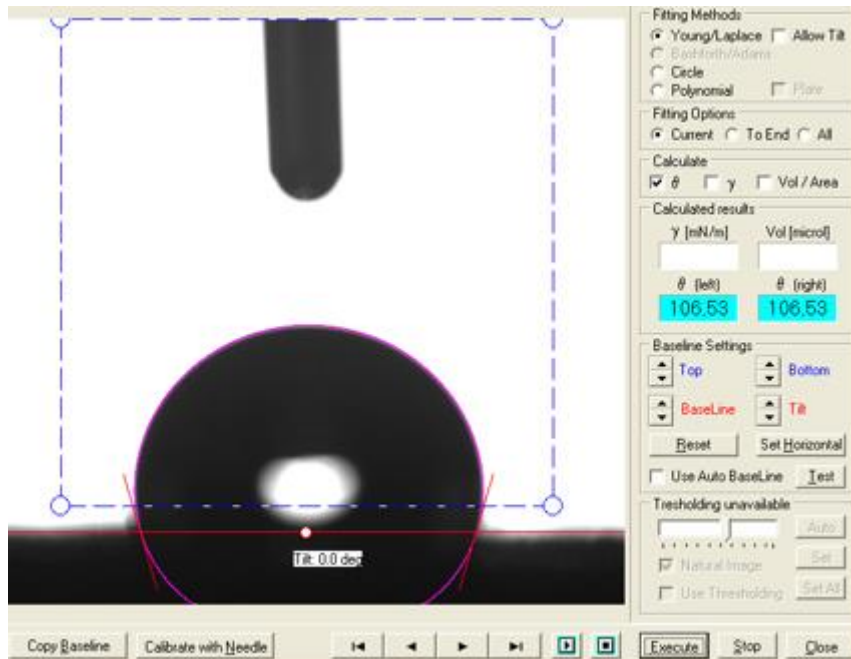 Fitting Methods
Young/Laplace Allow Tilt
Bashforth/Adams
Circle
Polynomial Plate
Fitting Options
Current To End All
Calculate
θ γ Vol / Area
Calculated results
γ [mN/m] Vol [microl]
θ (left) θ (right)
106,53 106,53
Baseline Settings
Top Bottom
BaseLine Tilt
Reset Set Horizontal
Use Auto BaseLine Test
Tresholding unavailable
Auto
Natural Image Set
Use Thresholding Set All
Tilt: 0.0 deg
Copy Baseline Calibrate with Needle Execute Stop Close